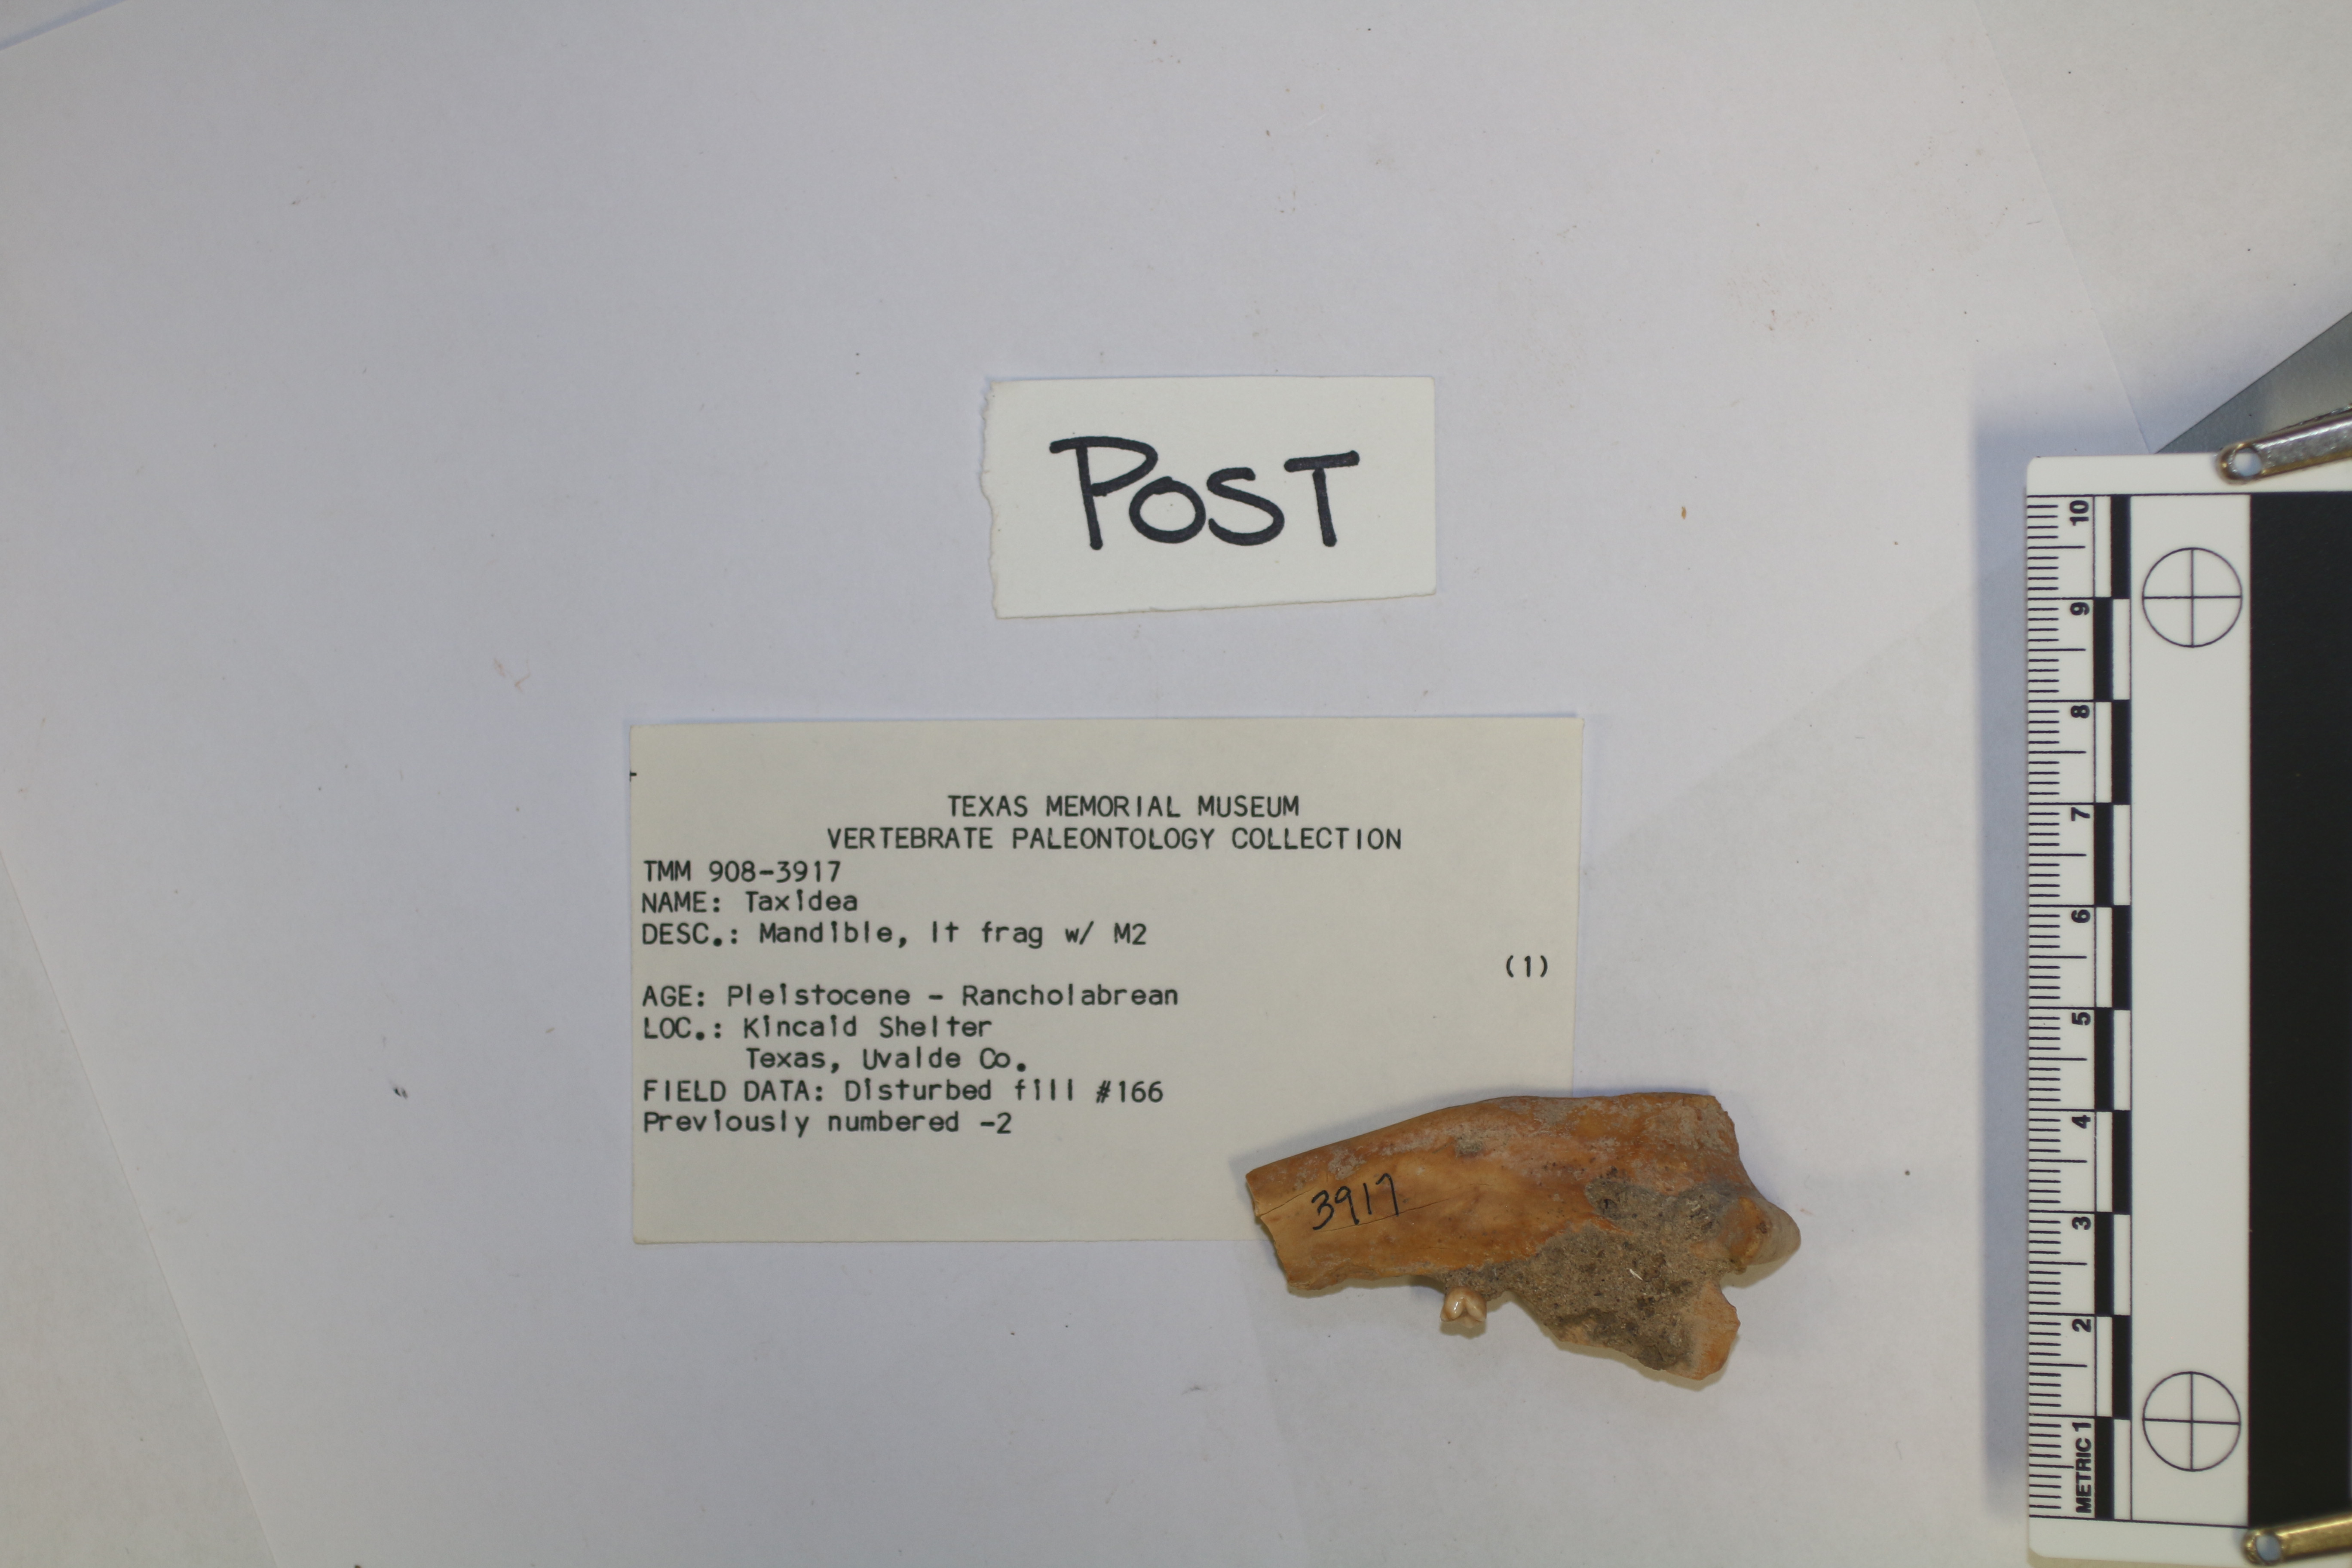 TEXAS MEMORIAL MUSEUM
VERTEBRATE PALEONTOLOGY COLLECTION
TMM 908-3917
NAME: Taxidea
DESC.: Mandible, lt frag w/ M2
(1)
AGE: Pleistocene - Rancholabrean
LOC.: Kincaid Shelter
Texas, Uvalde Co.
FIELD DATA: Disturbed fill #166
Previously numbered -2
POST
3917
METRIC 1 2 3 4 5 6 7 8 9 10